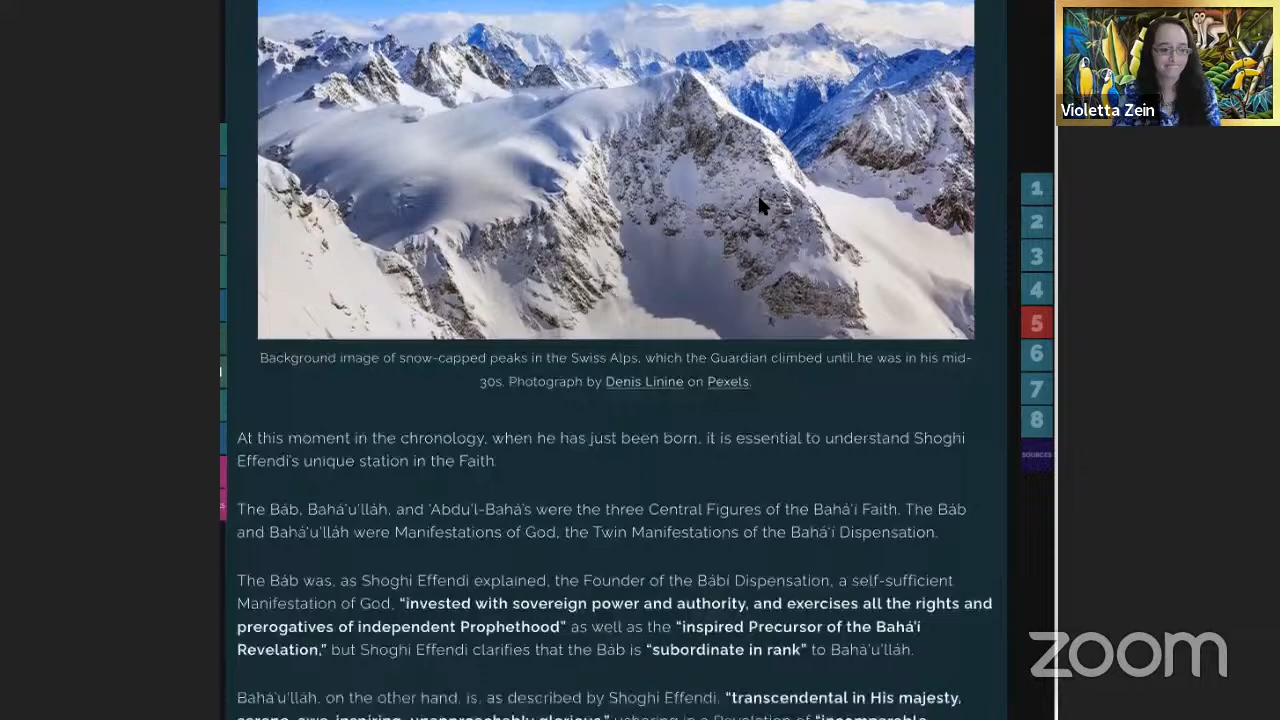 Violetta Zein
1
2
3
4
5
6
7
8
SOURCES
Background image of snow-capped peaks in the Swiss Alps, which the Guardian climbed until he was in his mid-
30s. Photograph by Denis Linine on Pexels.
At this moment in the chronology, when he has just been born, it is essential to understand Shoghi
Effendi's unique station in the Faith.
The Báb, Bahá'u'lláh, and 'Abdu'l-Bahá's were the three Central Figures of the Bahá'í Faith. The Báb
and Bahá'u'lláh were Manifestations of God, the Twin Manifestations of the Bahá'í Dispensation.
The Báb was, as Shoghi Effendi explained, the Founder of the Bábí Dispensation, a self-sufficient
Manifestation of God, “invested with sovereign power and authority, and exercises all the rights and
prerogatives of independent Prophethood” as well as the “inspired Precursor of the Bahá'í
Revelation,” but Shoghi Effendi clarifies that the Báb is “subordinate in rank” to Bahá'u'lláh.
zoom
Bahá'u'lláh, on the other hand, is, as described by Shoghi Effendi, “transcendental in His majesty,